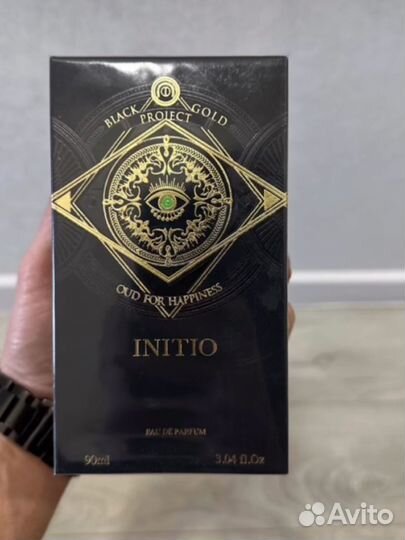 BLACK GOLD
PROJECT
OUD FOR HAPPINESS
INITIO
EAU DE PARFUM
90ml 3.04 fl.Oz
Avito